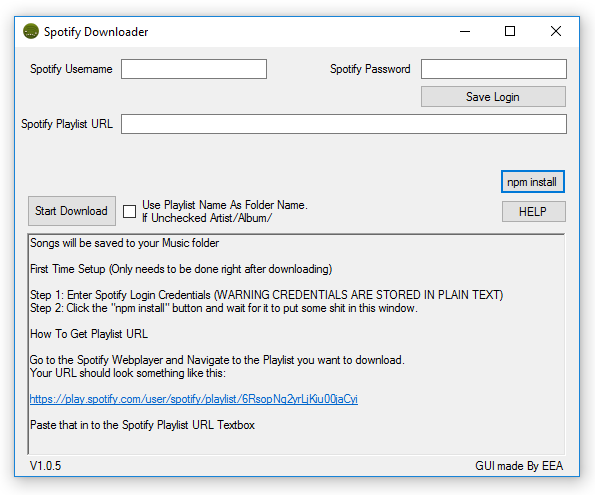 Spotify Downloader
Spotify Username
Spotify Password
Save Login
Spotify Playlist URL
npm install
Start Download
Use Playlist Name As Folder Name.
If Unchecked Artist/Album/
HELP
Songs will be saved to your Music folder
First Time Setup (Only needs to be done right after downloading)
Step 1: Enter Spotify Login Credentials (WARNING CREDENTIALS ARE STORED IN PLAIN TEXT)
Step 2: Click the "npm install" button and wait for it to put some shit in this window.
How To Get Playlist URL
Go to the Spotify Webplayer and Navigate to the Playlist you want to download.
Your URL should look something like this:
https://play.spotify.com/user/spotify/playlist/6RsopNq2yrLjKiu00jaCyi
Paste that in to the Spotify Playlist URL Textbox
V1.0.5
GUI made By EEA